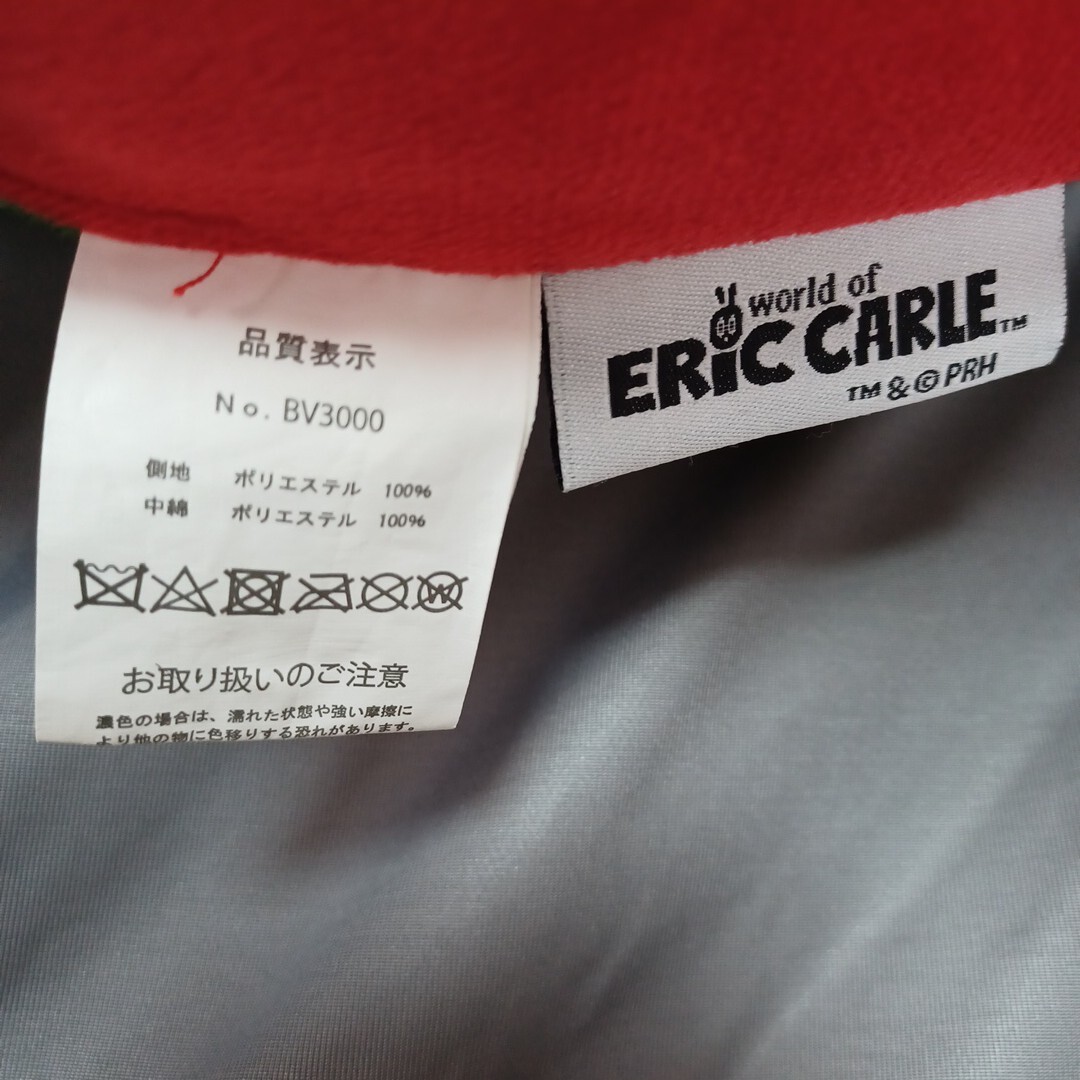 品質表示
No. BV3000
側地 ポリエステル 100%
中綿 ポリエステル 100%
W
お取り扱いのご注意
濃色の場合は、濡れた状態や強い摩擦に
より他の物に色移りする恐れがあります。
world of
ERIC CARLE™
™ & © PRH